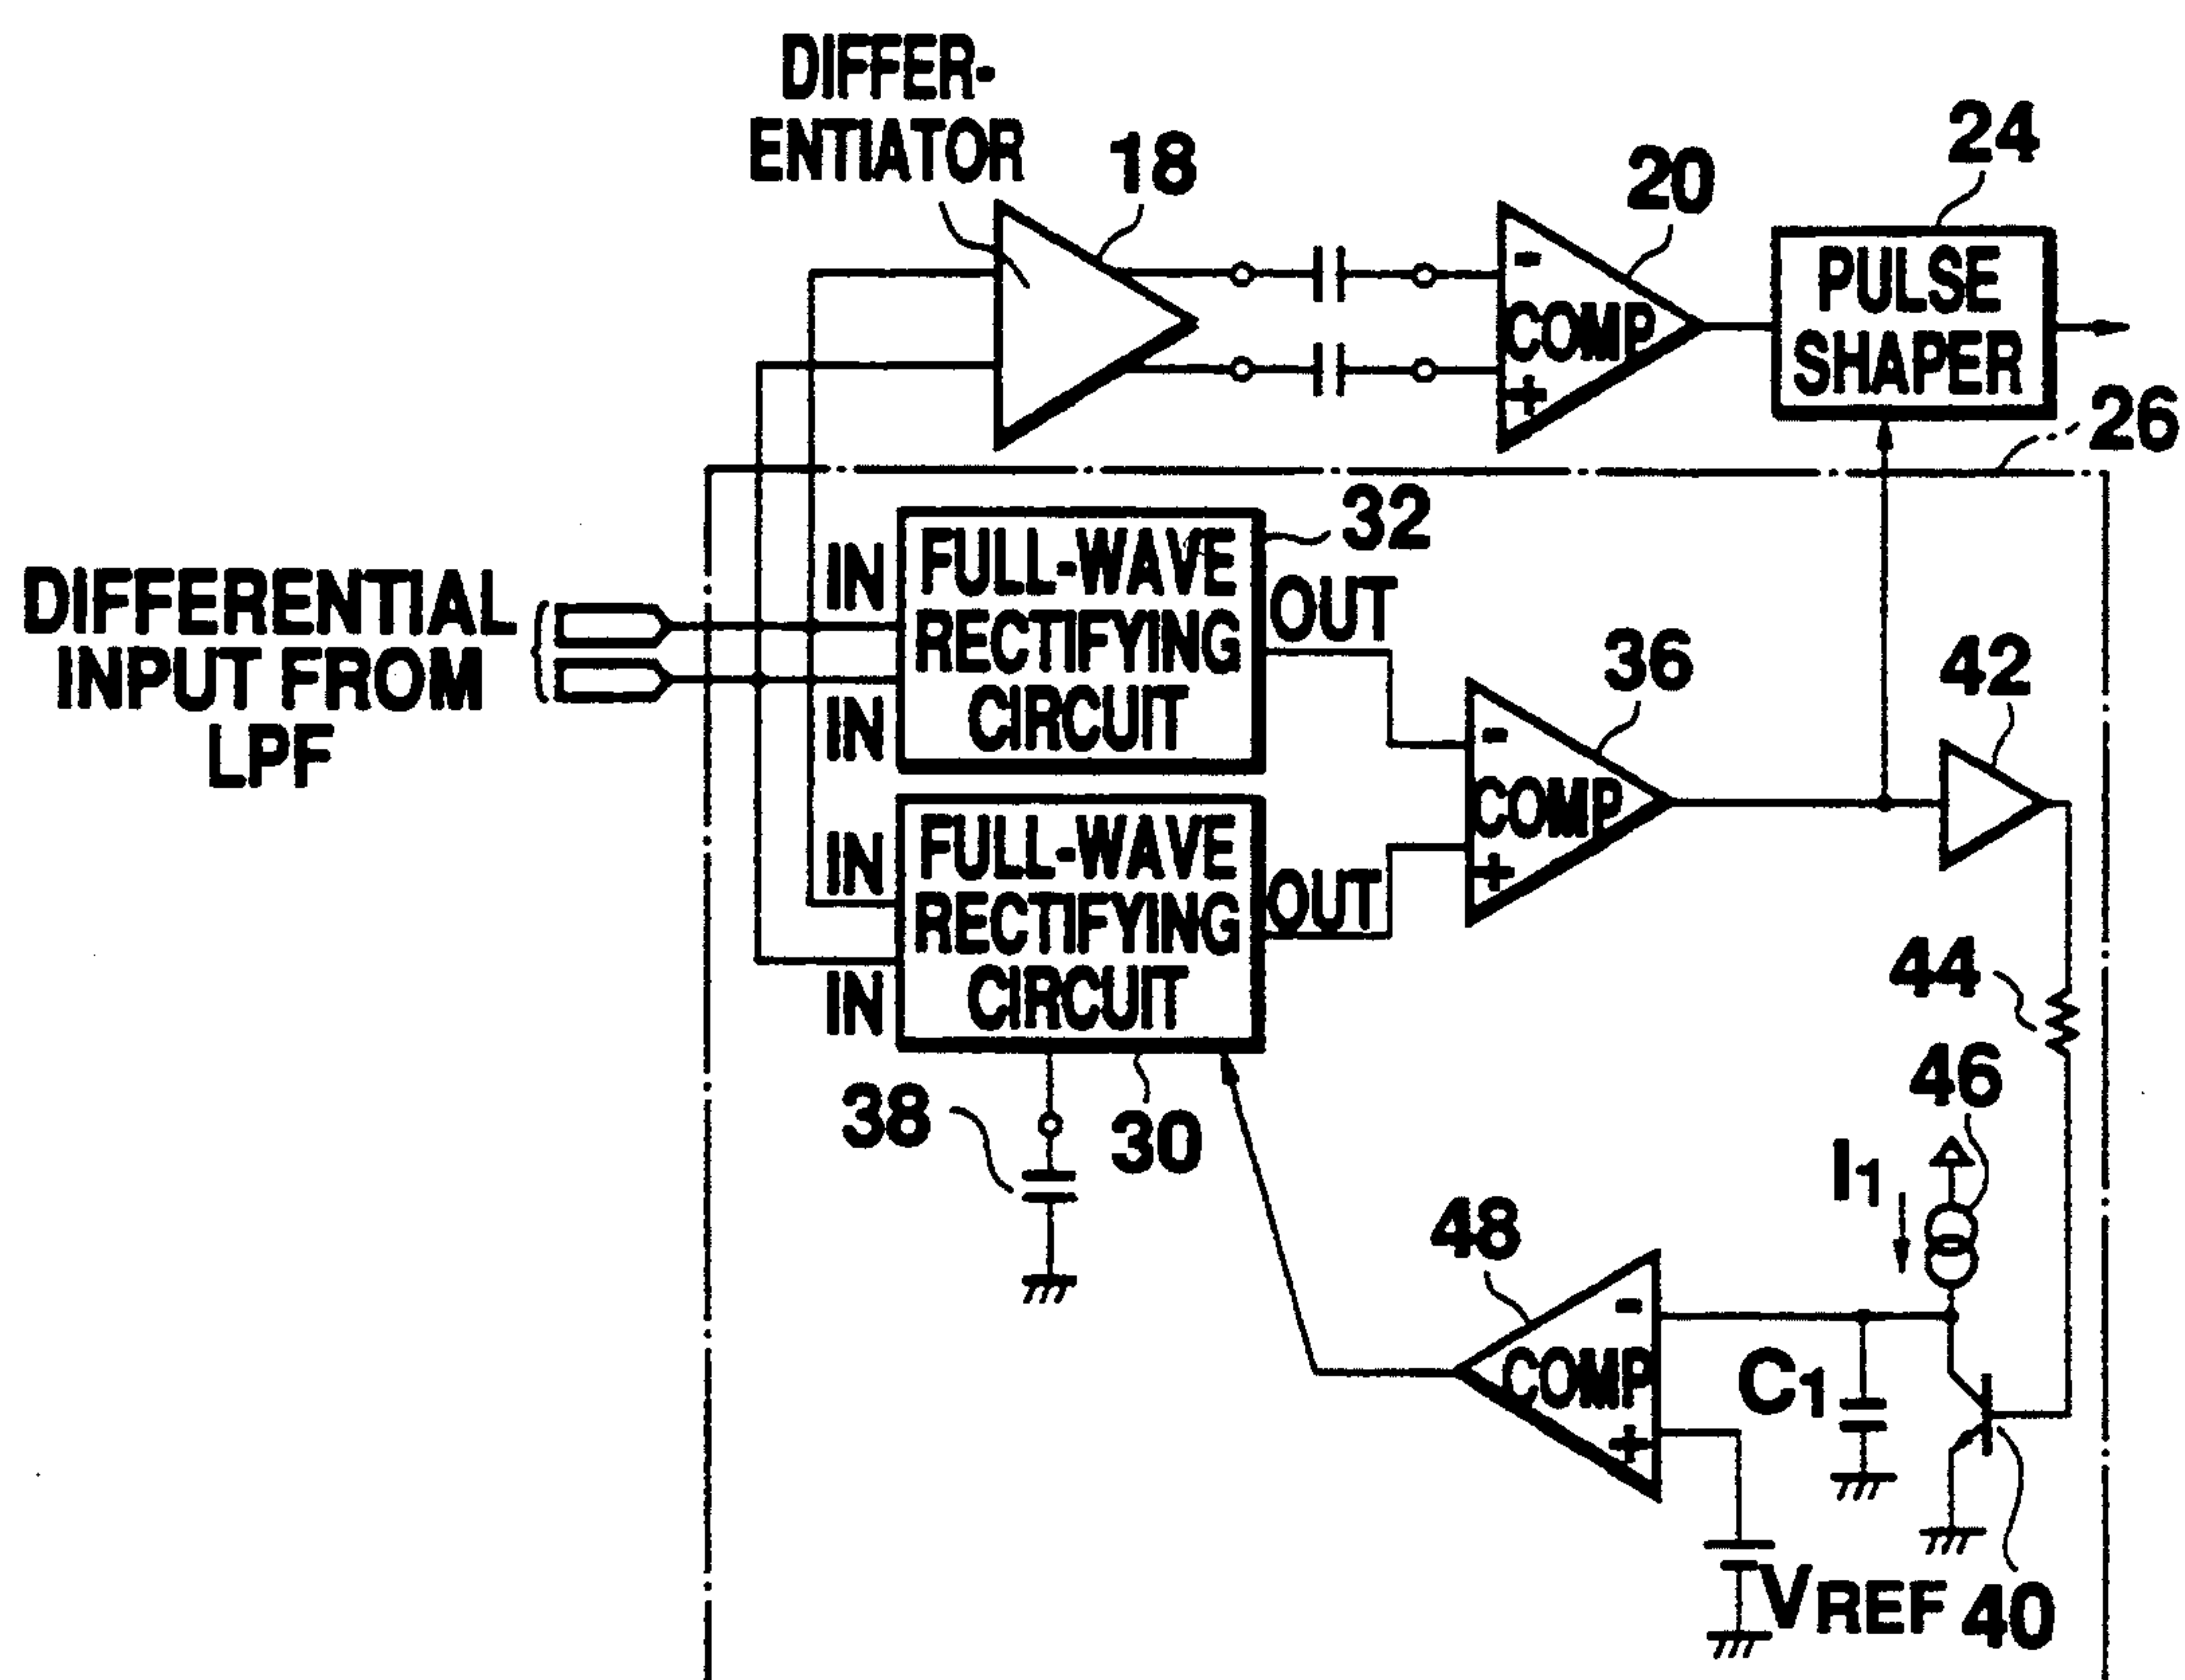 DIFFER-
ENTIATOR
18
20
24
- COMP +
PULSE
SHAPER
26
DIFFERENTIAL
INPUT FROM
LPF
IN
IN
FULL-WAVE
RECTIFYING
CIRCUIT
32
OUT
IN
IN
FULL-WAVE
RECTIFYING
CIRCUIT
OUT
36
- COMP +
42
44
46
38
30
I1
48
- COMP +
C1
VREF
40